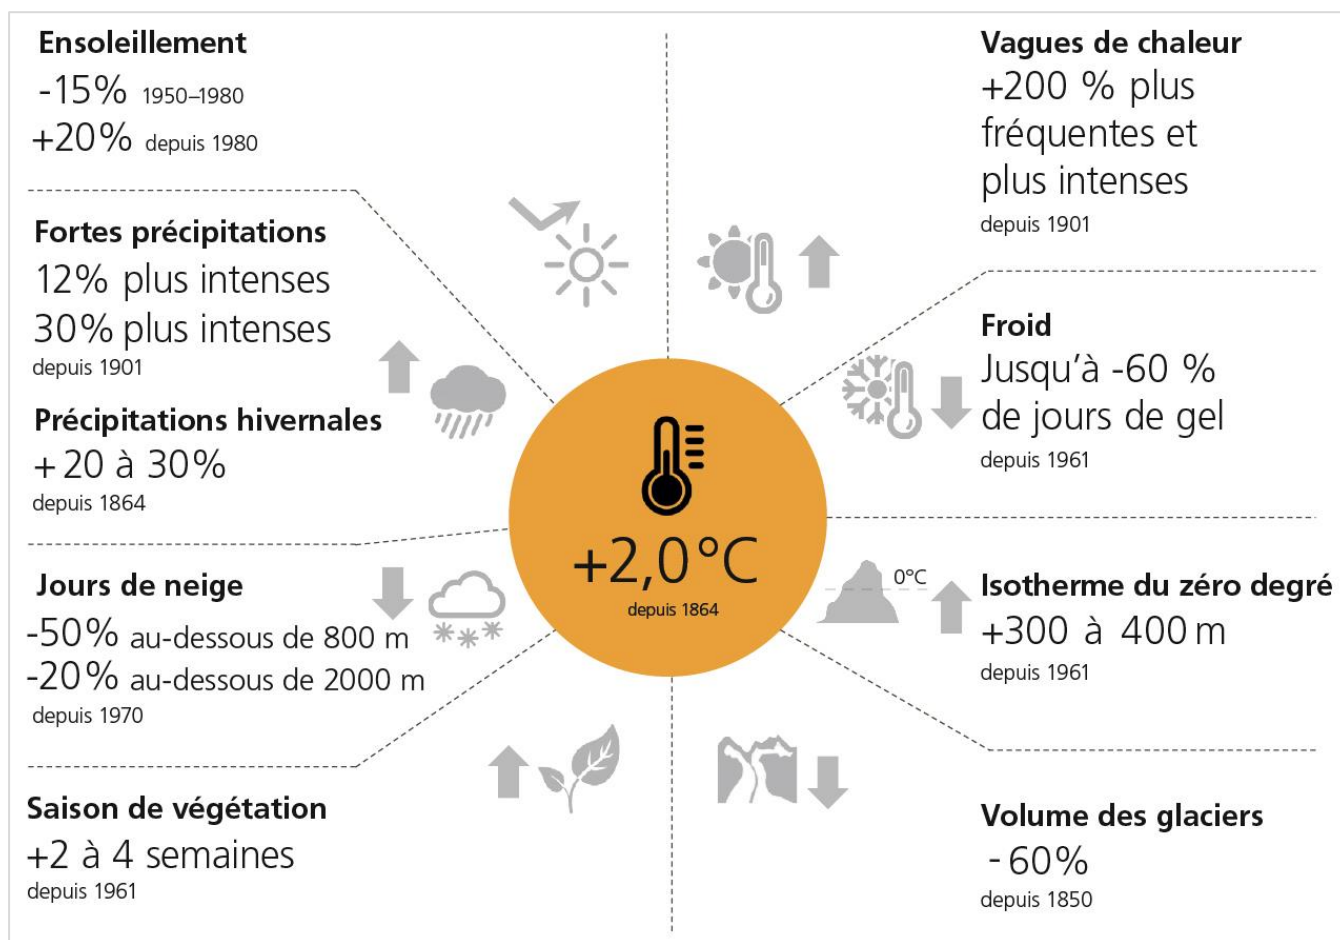 Ensoleillement
-15% 1950–1980
+20% depuis 1980
Fortes précipitations
12% plus intenses
30% plus intenses
depuis 1901
Précipitations hivernales
+ 20 à 30%
depuis 1864
Jours de neige
-50% au-dessous de 800 m
-20% au-dessous de 2000 m
depuis 1970
Saison de végétation
+2 à 4 semaines
depuis 1961
+2,0°C
depuis 1864
Vagues de chaleur
+200 % plus
fréquentes et
plus intenses
depuis 1901
Froid
Jusqu’à -60 %
de jours de gel
depuis 1961
0°C
Isotherme du zéro degré
+300 à 400 m
depuis 1961
Volume des glaciers
- 60%
depuis 1850